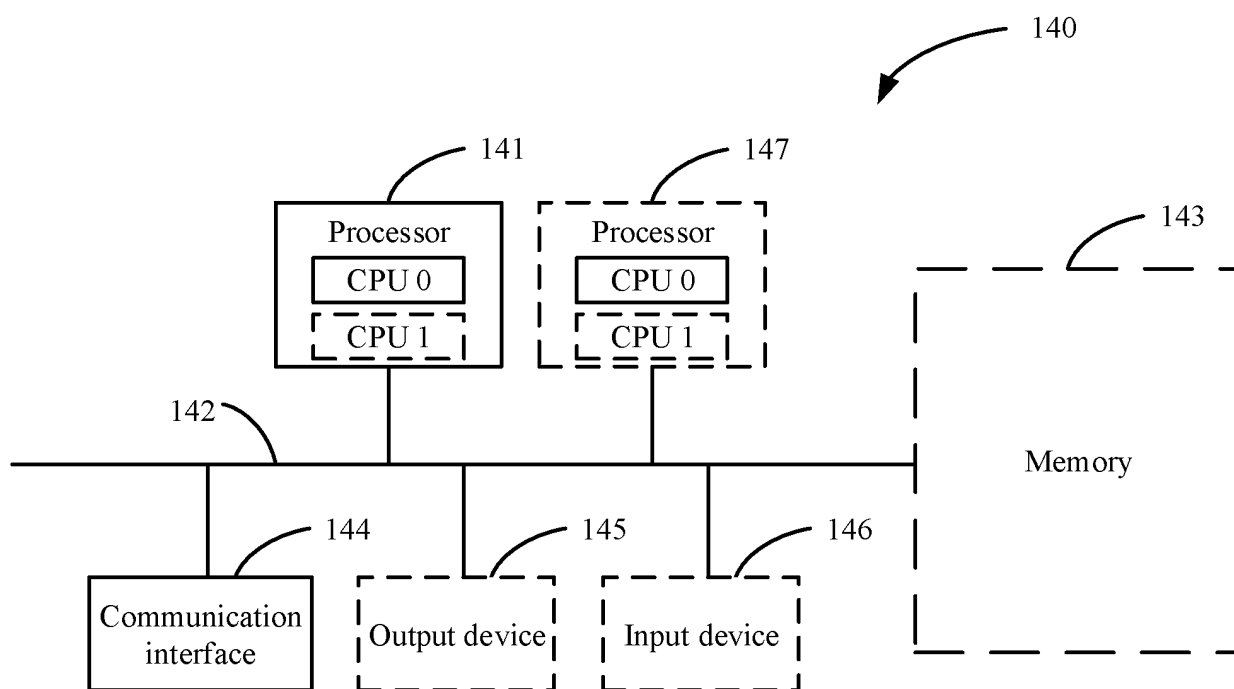 140
141
147
143
Processor
CPU 0
CPU 1
Processor
CPU 0
CPU 1
142
Memory
144
145
146
Communication
interface
Output device
Input device